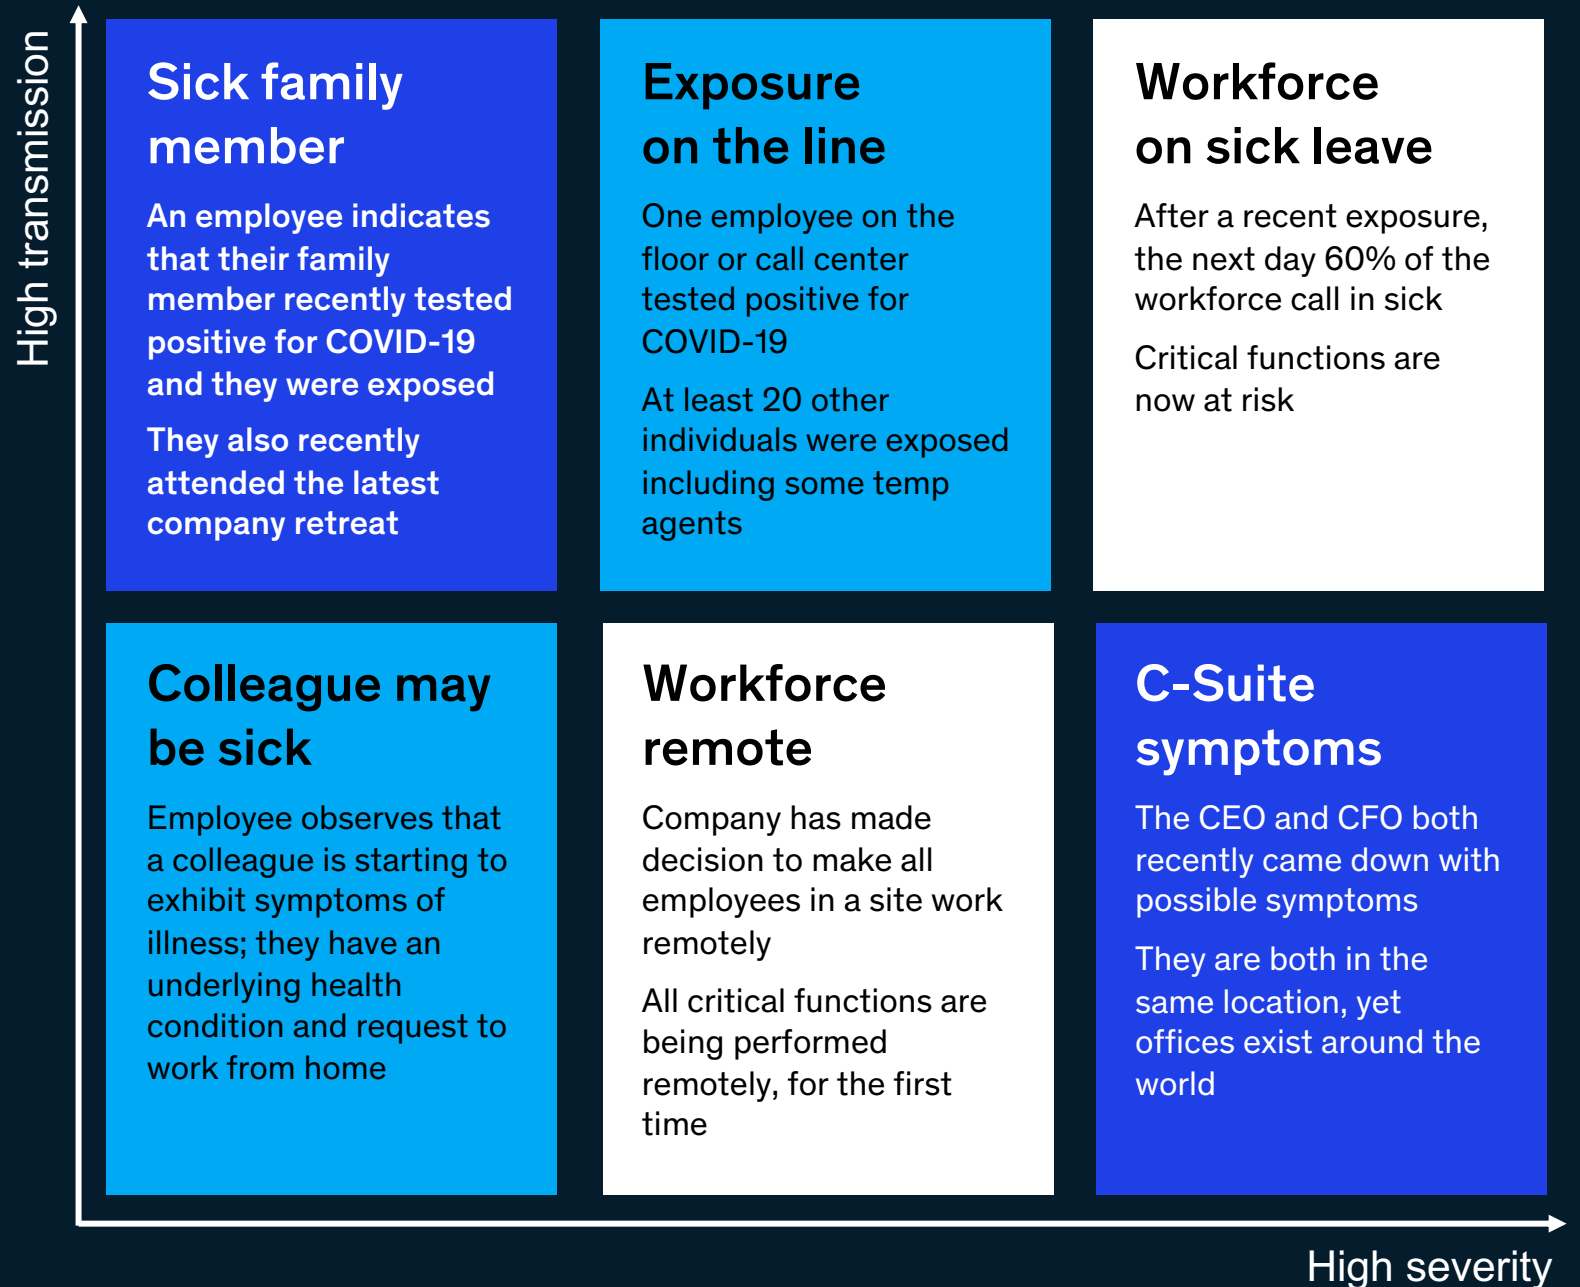 High transmission
Sick family
member
An employee indicates
that their family
member recently tested
positive for COVID-19
and they were exposed
They also recently
attended the latest
company retreat
Exposure
on the line
One employee on the
floor or call center
tested positive for
COVID-19
At least 20 other
individuals were exposed
including some temp
agents
Workforce
on sick leave
After a recent exposure,
the next day 60% of the
workforce call in sick
Critical functions are
now at risk
Colleague may
be sick
Employee observes that
a colleague is starting to
exhibit symptoms of
illness; they have an
underlying health
condition and request to
work from home
Workforce
remote
Company has made
decision to make all
employees in a site work
remotely
All critical functions are
being performed
remotely, for the first
time
C-Suite
symptoms
The CEO and CFO both
recently came down with
possible symptoms
They are both in the
same location, yet
offices exist around the
world
High severity